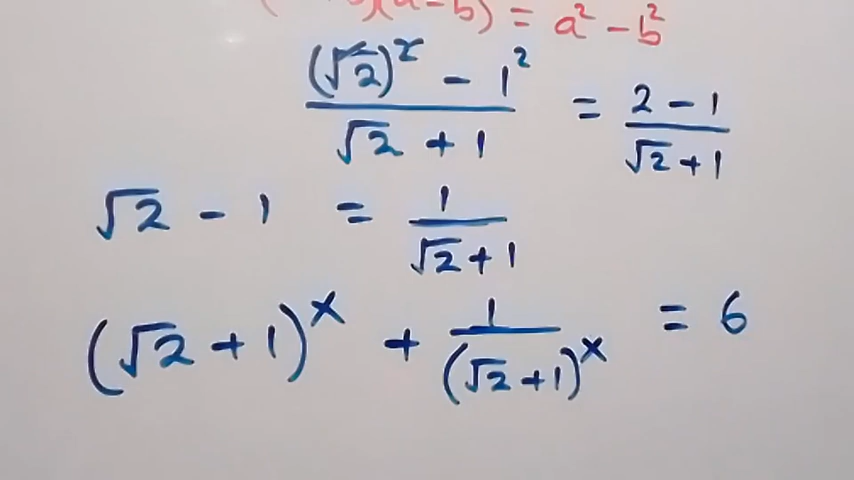 )(a-b) = a² - b²
(√2)² - 1² / √2 + 1 = 2 - 1 / √2 + 1
√2 - 1 = 1 / √2 + 1
(√2 + 1)^x + 1 / (√2 + 1)^x = 6